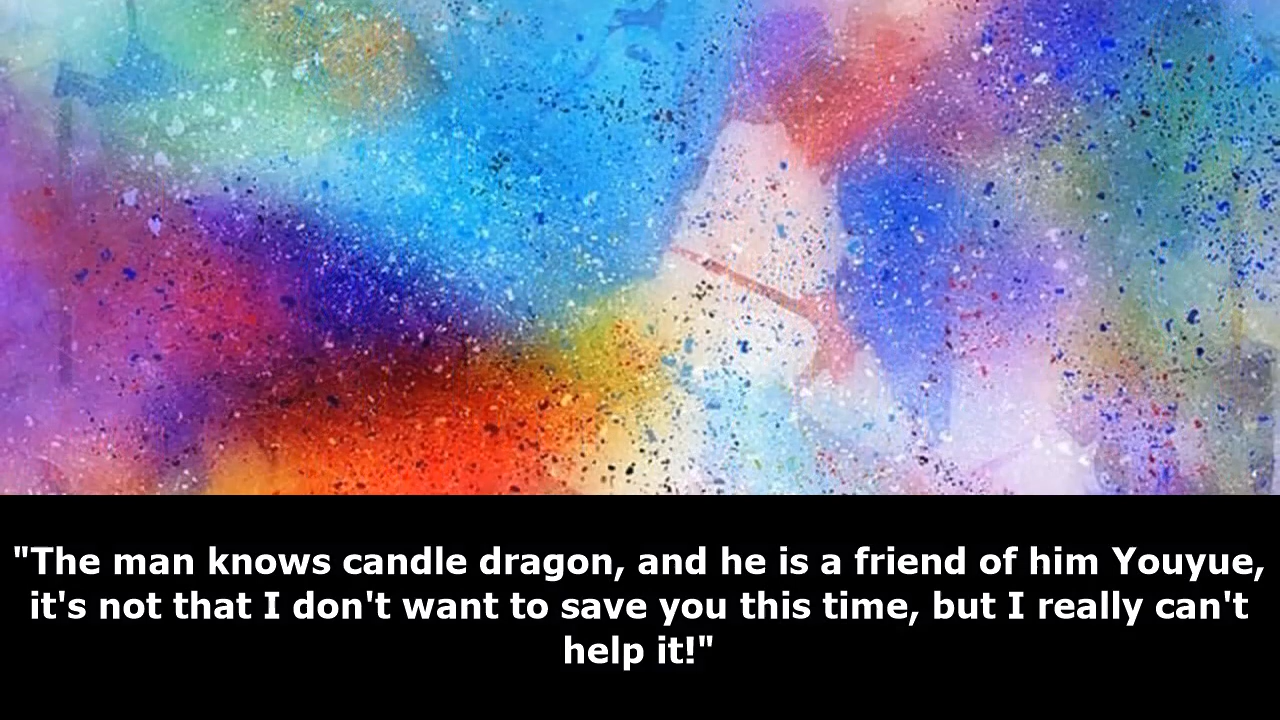 "The man knows candle dragon, and he is a friend of him Youyue,
it's not that I don't want to save you this time, but I really can't
help it!"